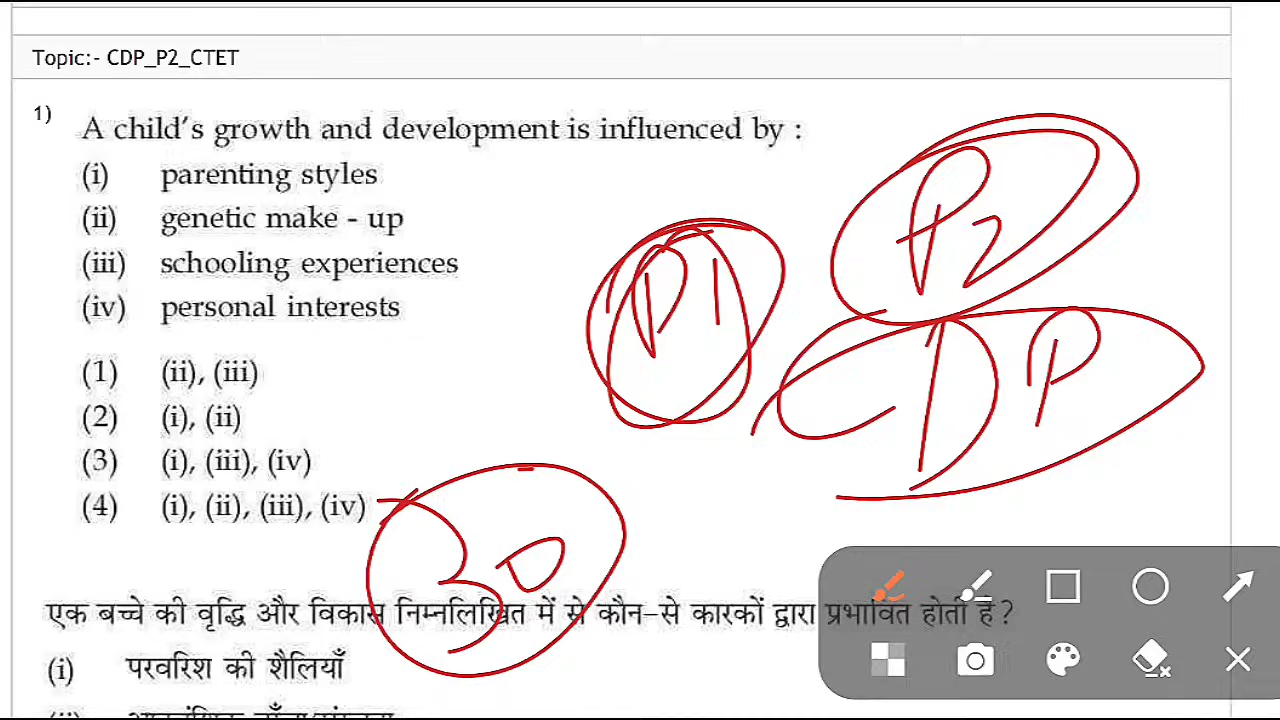 Topic:- CDP_P2_CTET
1)
A child's growth and development is influenced by :
(i) parenting styles
(ii) genetic make - up
(iii) schooling experiences
(iv) personal interests
P1
P2
CDP
(1) (ii), (iii)
(2) (i), (ii)
(3) (i), (iii), (iv)
(4) (i), (ii), (iii), (iv)
30
एक बच्चे की वृद्धि और विकास निम्नलिखित में से कौन-से कारकों द्वारा प्रभावित होती हैं?
(i) परवरिश की शैलियाँ